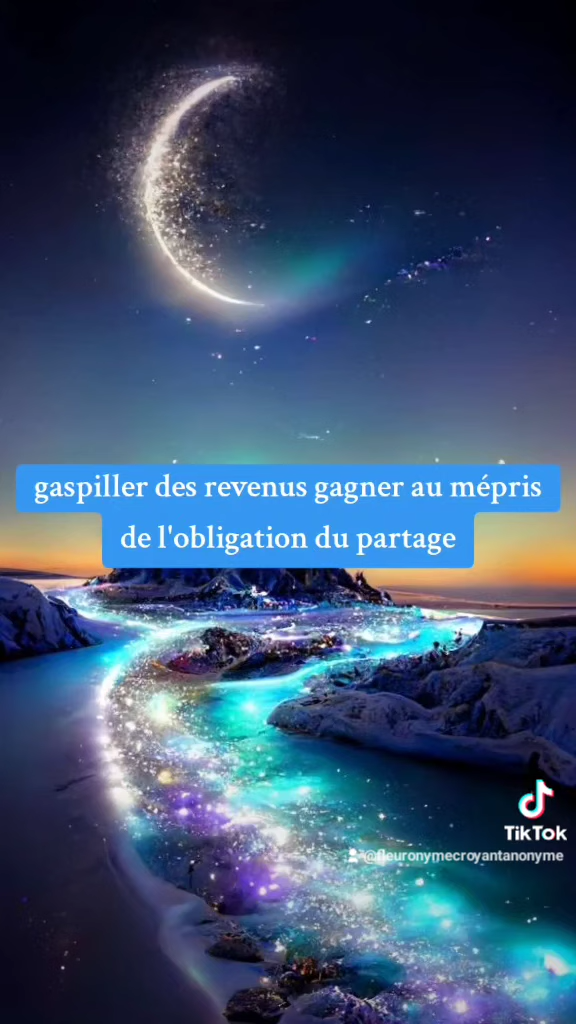 gaspiller des revenus gagner au mépris
de l'obligation du partage
TikTok
@fleuronymecroyantanonyme